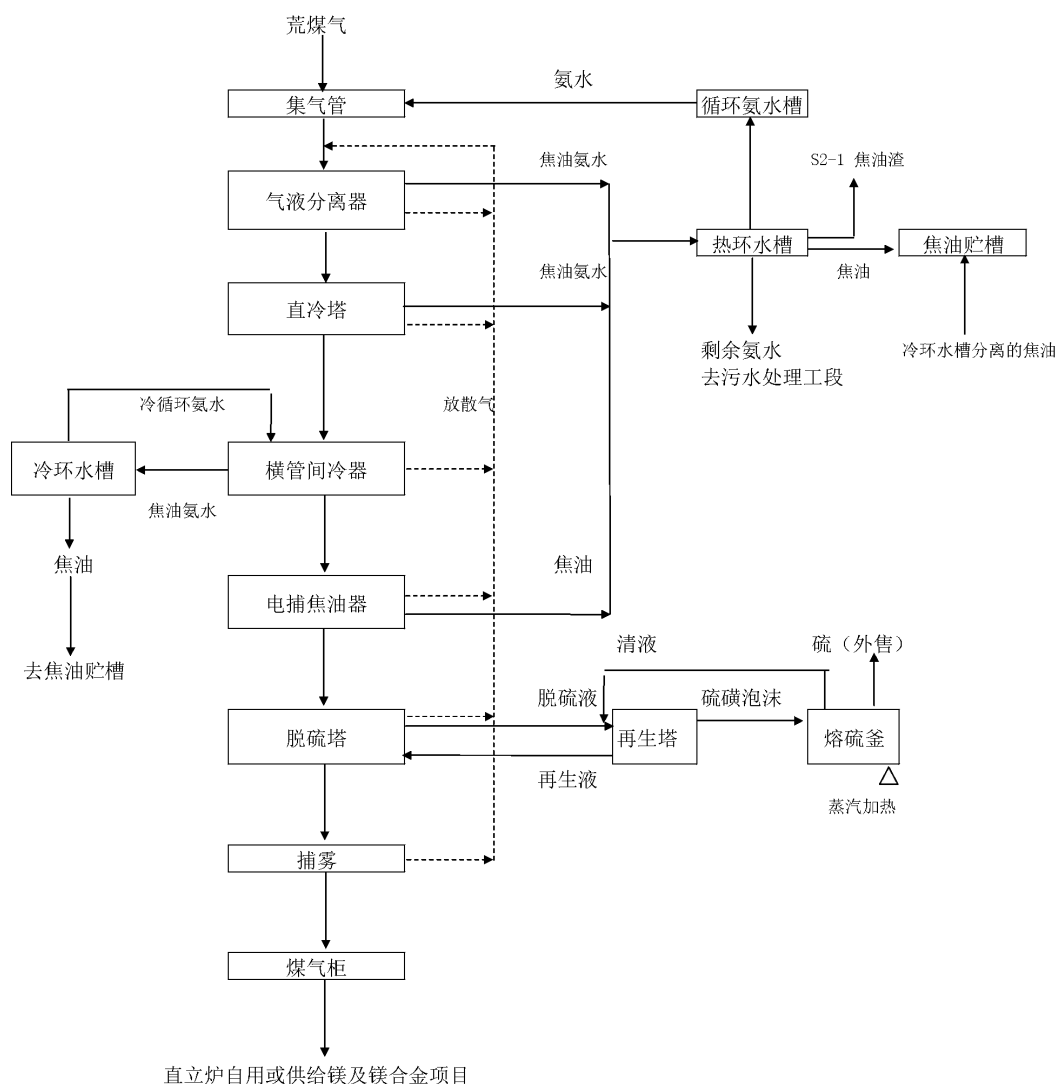 荒煤气
氨水
集气管
循环氨水槽
焦油氨水
S2-1 焦油渣
气液分离器
热环水槽
焦油贮槽
焦油氨水
焦油
直冷塔
剩余氨水
去污水处理工段
冷环水槽分离的焦油
冷循环氨水
放散气
冷环水槽
横管间冷器
焦油氨水
焦油
焦油
电捕焦油器
去焦油贮槽
清液
硫（外售）
脱硫液
硫磺泡沫
脱硫塔
再生塔
熔硫釜
再生液
蒸汽加热
捕雾
煤气柜
直立炉自用或供给镁及镁合金项目